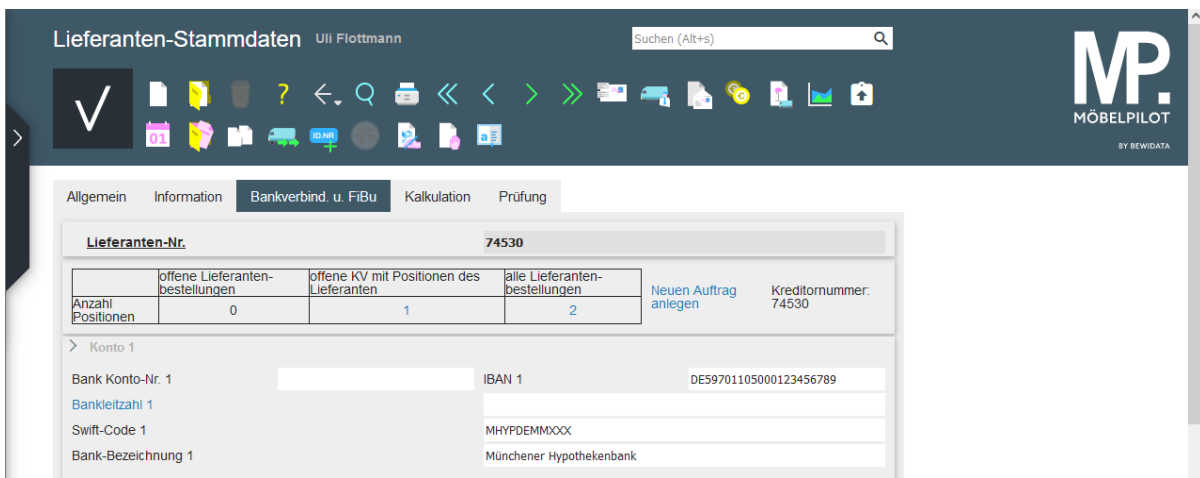 Lieferanten-Stammdaten Uli Flottmann
Suchen (Alt+s)
MP.
MÖBELPILOT
BY BEWIDATA
?
01
ID.NR
Allgemein Information Bankverbind. u. FiBu Kalkulation Prüfung
Lieferanten-Nr. 74530
offene Lieferanten-
bestellungen
offene KV mit Positionen des
Lieferanten
alle Lieferanten-
bestellungen
Anzahl
Positionen
0 1 2
Neuen Auftrag
anlegen
Kreditornummer:
74530
Konto 1
Bank Konto-Nr. 1 IBAN 1 DE59701105000123456789
Bankleitzahl 1
Swift-Code 1 MHYPDEMMXXX
Bank-Bezeichnung 1 Münchener Hypothekenbank